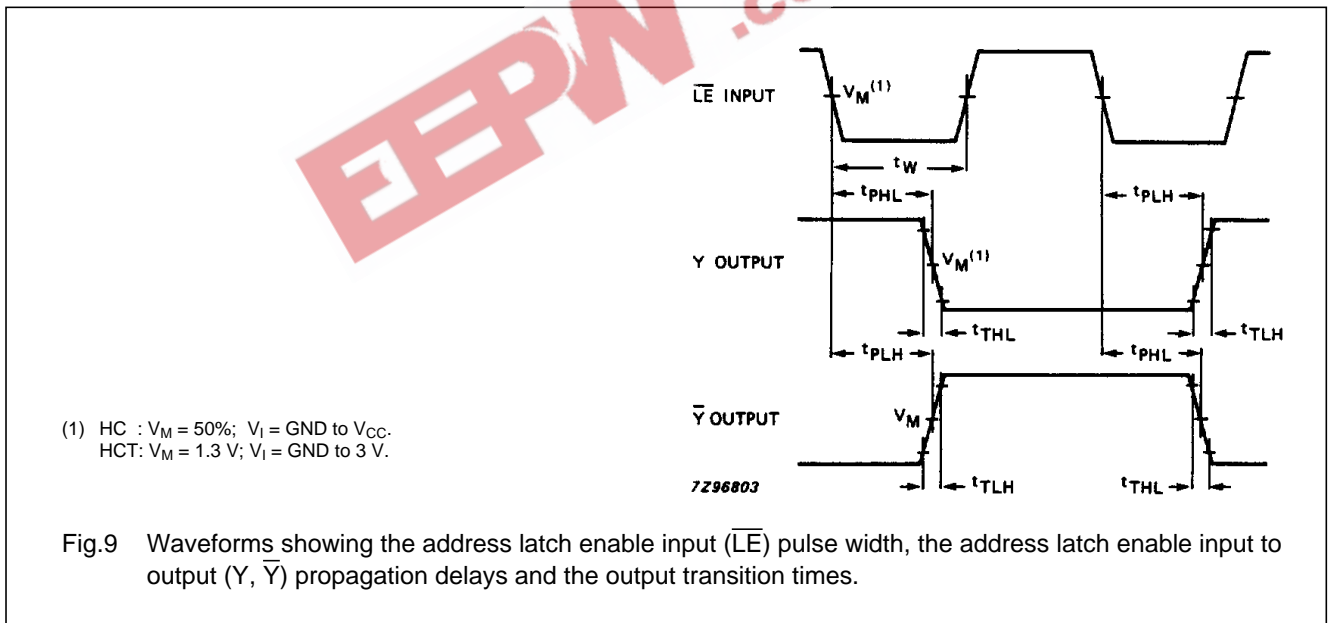 EEPW .co
L̅E̅ INPUT
V_M(1)
t_W
t_PHL
t_PLH
Y OUTPUT
V_M(1)
t_THL
t_TLH
t_PLH
t_PHL
Y̅ OUTPUT
V_M
t_TLH
t_THL
7Z96803
(1) HC : V_M = 50%; V_I = GND to V_CC.
HCT: V_M = 1.3 V; V_I = GND to 3 V.
Fig.9 Waveforms showing the address latch enable input (L̅E̅) pulse width, the address latch enable input to
output (Y, Y̅) propagation delays and the output transition times.